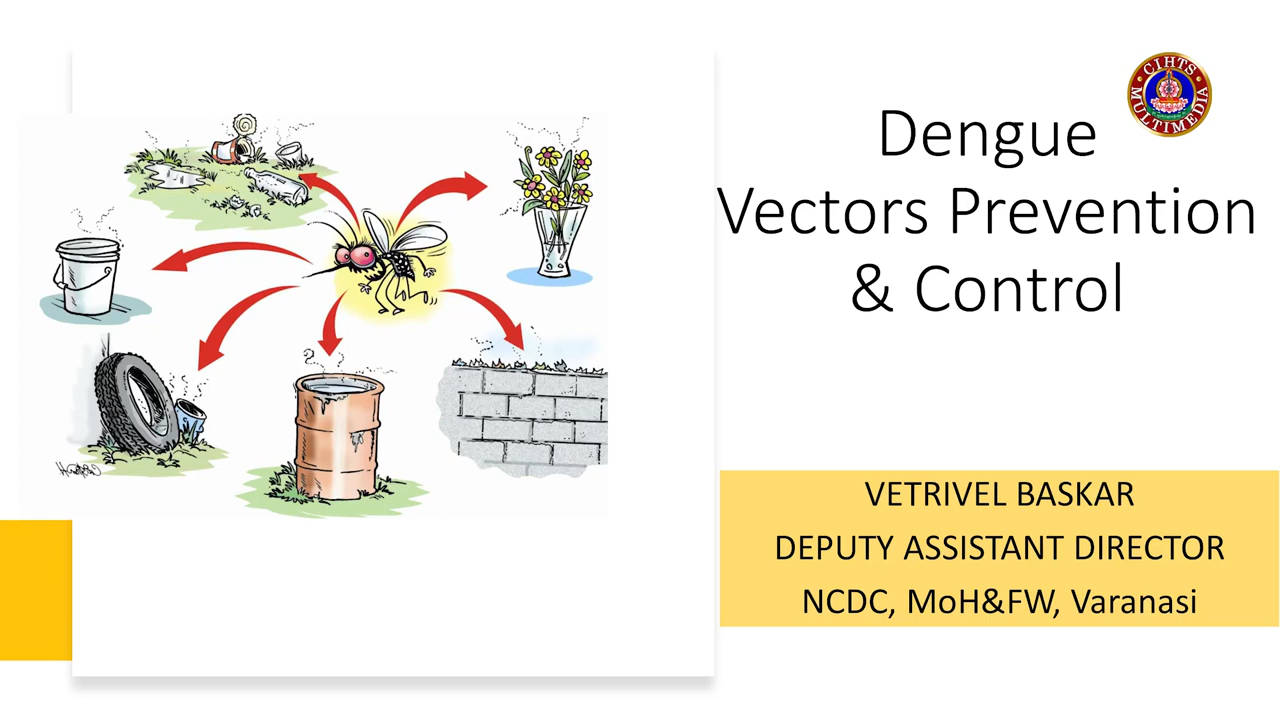 CIHTS
MULTIMEDIA
Dengue
Vectors Prevention
& Control
VETRIVEL BASKAR
DEPUTY ASSISTANT DIRECTOR
NCDC, MoH&FW, Varanasi